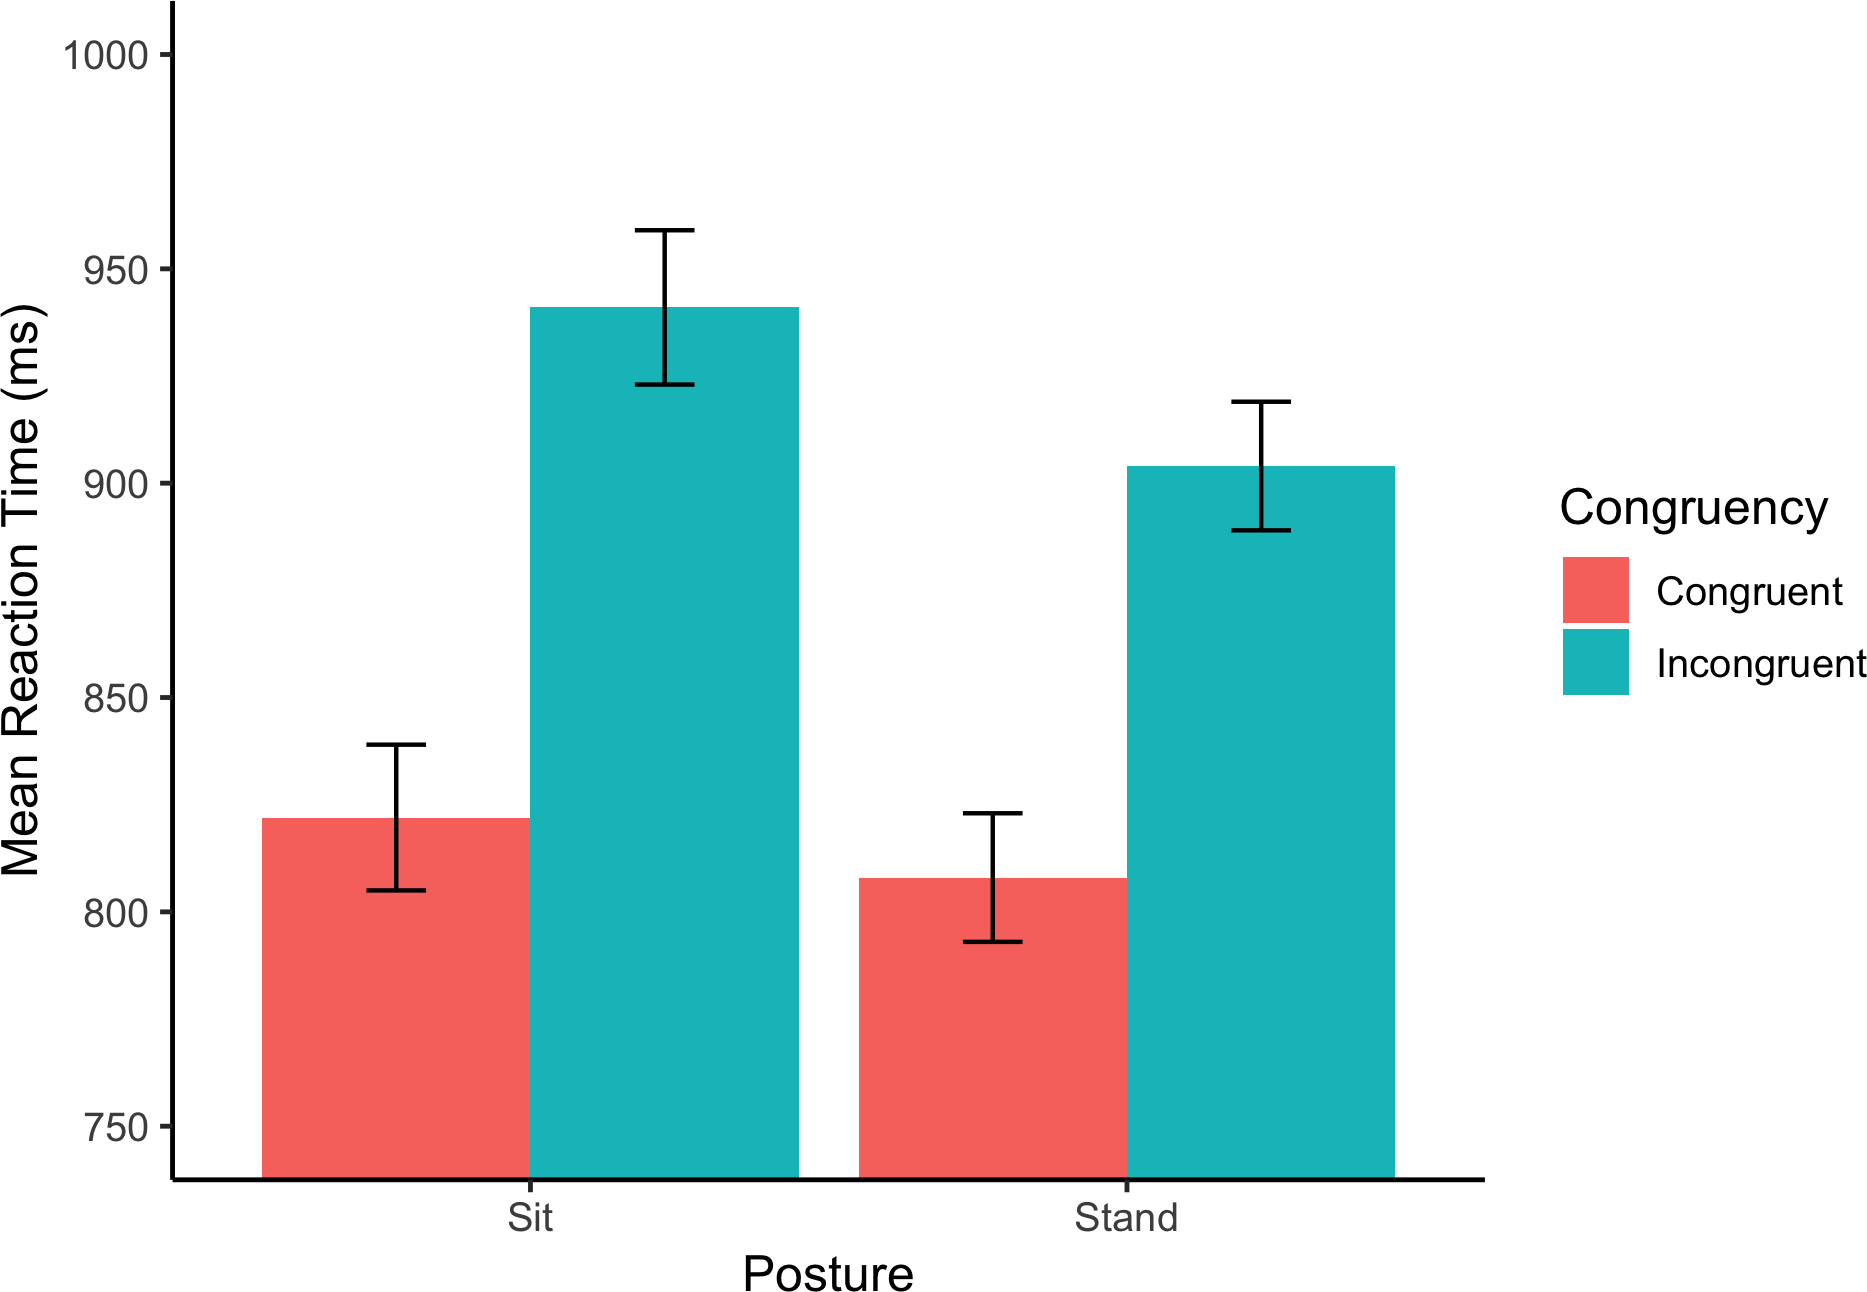 Mean Reaction Time (ms)
1000
950
900
850
800
750
Sit
Stand
Posture
Congruency
Congruent
Incongruent